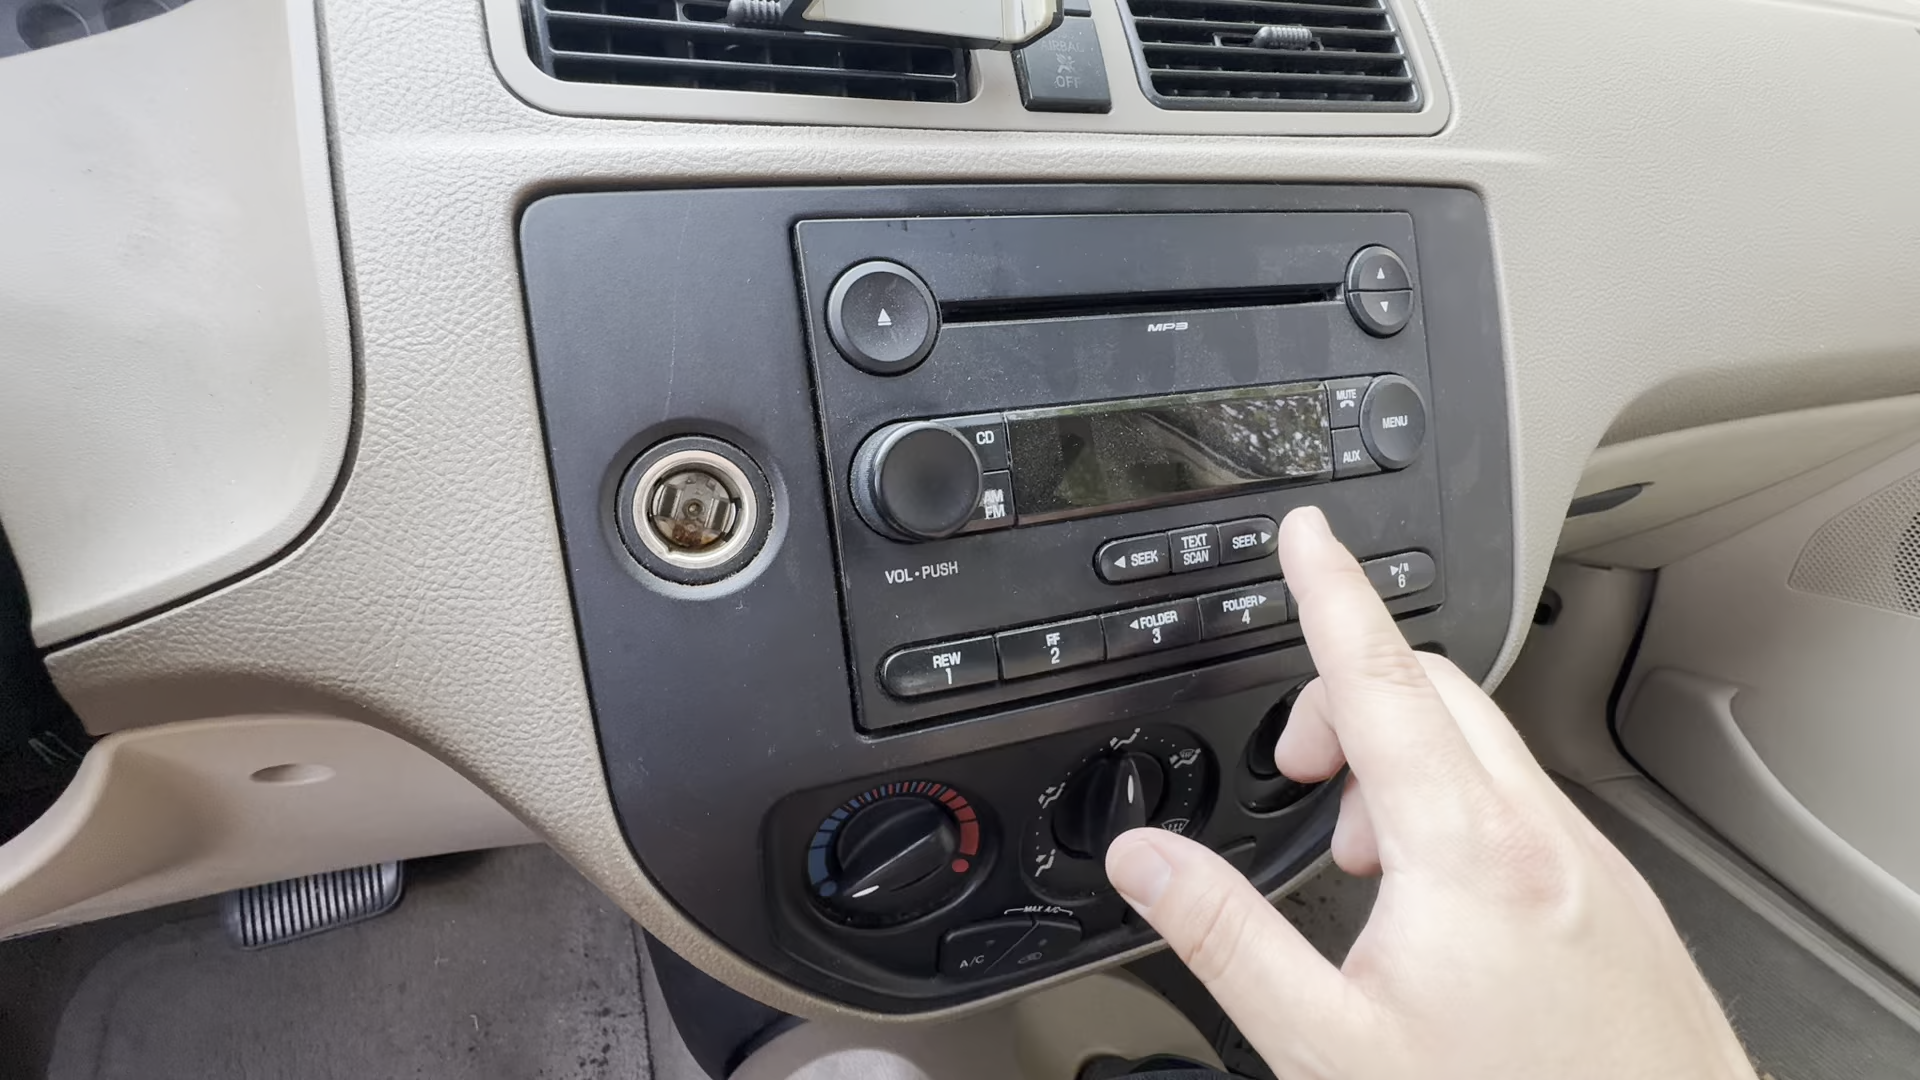 AIRBAG
OFF
MP3
MUTE
MENU
CD
AUX
AM
FM
SEEK
TEXT
SCAN
SEEK
VOL • PUSH
6
FOLDER
4
FOLDER
3
FF
2
REW
1
MAX A/C
A/C